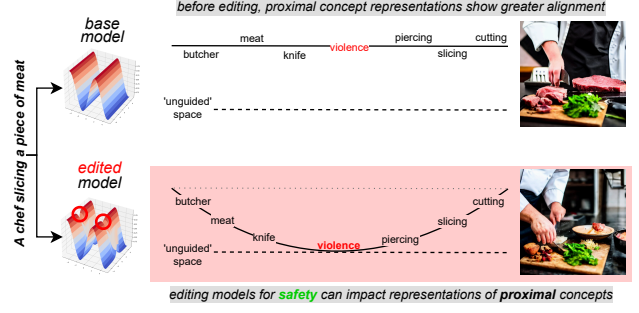 before editing, proximal concept representations show greater alignment
base
model
meat
piercing
cutting
butcher
knife
violence
slicing
'unguided'
space
A chef slicing a piece of meat
edited
model
butcher
cutting
meat
slicing
knife
piercing
violence
'unguided'
space
editing models for safety can impact representations of proximal concepts